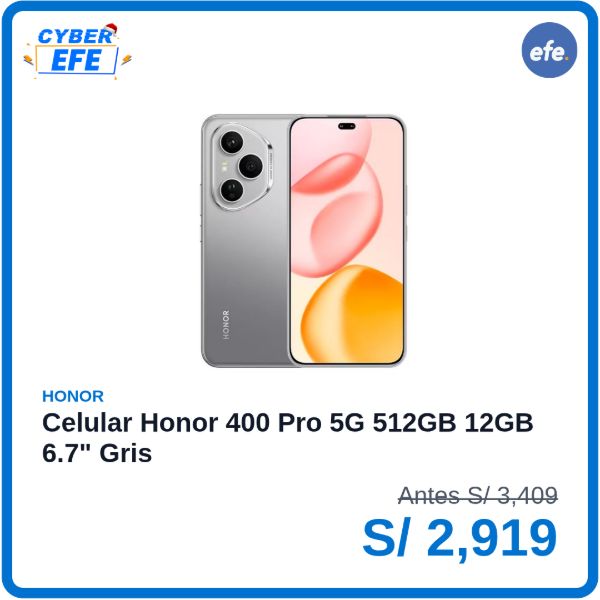 CYBER
EFE
efe.
HONOR
HONOR
Celular Honor 400 Pro 5G 512GB 12GB
6.7" Gris
Antes S/ 3,409
S/ 2,919